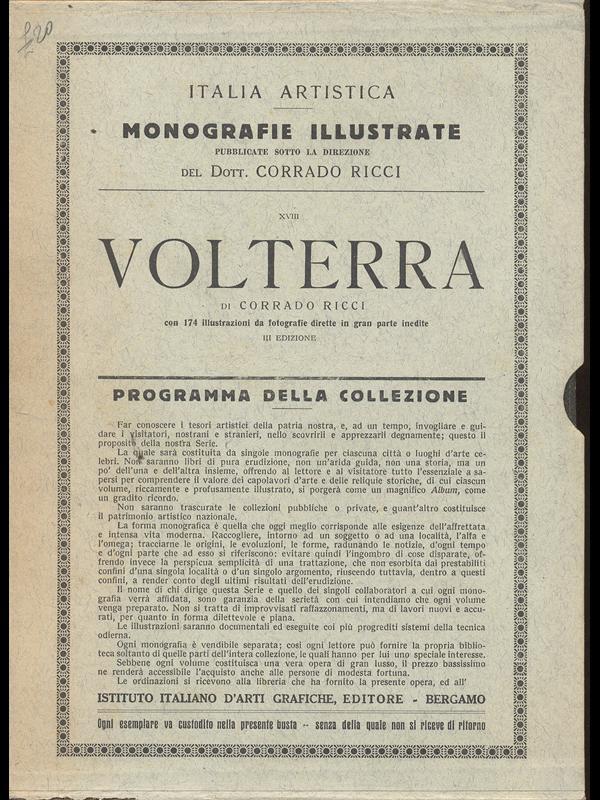 £20
ITALIA ARTISTICA
MONOGRAFIE ILLUSTRATE
PUBBLICATE SOTTO LA DIREZIONE
DEL DOTT. CORRADO RICCI
XVIII
VOLTERRA
DI CORRADO RICCI
con 174 illustrazioni da fotografie dirette in gran parte inedite
III EDIZIONE
PROGRAMMA DELLA COLLEZIONE
Far conoscere i tesori artistici della patria nostra, e, ad un tempo, invogliare e gui-
dare i visitatori, nostrani e stranieri, nello scovrirli e apprezzarli degnamente; questo il
proposito della nostra Serie.
La quale sarà costituita da singole monografie per ciascuna città o luoghi d'arte ce-
lebri. Non saranno libri di pura erudizione, non un'arida guida, non una storia, ma un
po' dell'una e dell'altra insieme, offrendo al lettore e al visitatore tutto l'essenziale a sa-
persi per comprendere il valore dei capolavori d'arte e delle reliquie storiche, di cui ciascun
volume, riccamente e profusamente illustrato, si porgerà come un magnifico Album, come
un gradito ricordo.
Non saranno trascurate le collezioni pubbliche o private, e quant'altro costituisce
il patrimonio artistico nazionale.
La forma monografica è quella che oggi meglio corrisponde alle esigenze dell'affrettata
e intensa vita moderna. Raccogliere, intorno ad un soggetto o ad una località, l'alfa e
l'omega; tracciarne le origini, le evoluzioni, le forme, radunando le notizie, d'ogni tempo
e d'ogni parte che ad esso si riferiscono: evitare quindi l'ingombro di cose disparate, of-
frendo invece la perspicua semplicità di una trattazione, che non esorbita dai prestabiliti
confini d'una singola località o d'un singolo argomento, riuscendo tuttavia, dentro a questi
confini, a render conto degli ultimi risultati dell'erudizione.
Il nome di chi dirige questa Serie e quello dei singoli collaboratori a cui ogni mono-
grafia verrà affidata, sono garanzia della serietà con cui intendiamo che ogni volume
venga preparato. Non si tratta di improvvisati raffazzonamenti, ma di lavori nuovi e accu-
rati, per quanto in forma dilettevole e piana.
Le illustrazioni saranno documentali ed eseguite coi più progrediti sistemi della tecnica
odierna.
Ogni monografia è vendibile separata; così ogni lettore può fornire la propria biblio-
teca soltanto di quelle parti dell'intera collezione, le quali hanno per lui uno speciale interesse.
Sebbene ogni volume costituisca una vera opera di gran lusso, il prezzo bassissimo
ne renderà accessibile l'acquisto anche alle persone di modesta fortuna.
Le ordinazioni si ricevono alla libreria che ha fornito la presente opera, ed all'
ISTITUTO ITALIANO D'ARTI GRAFICHE, EDITORE - BERGAMO
Ogni esemplare va custodito nella presente busta -- senza della quale non si riceve di ritorno